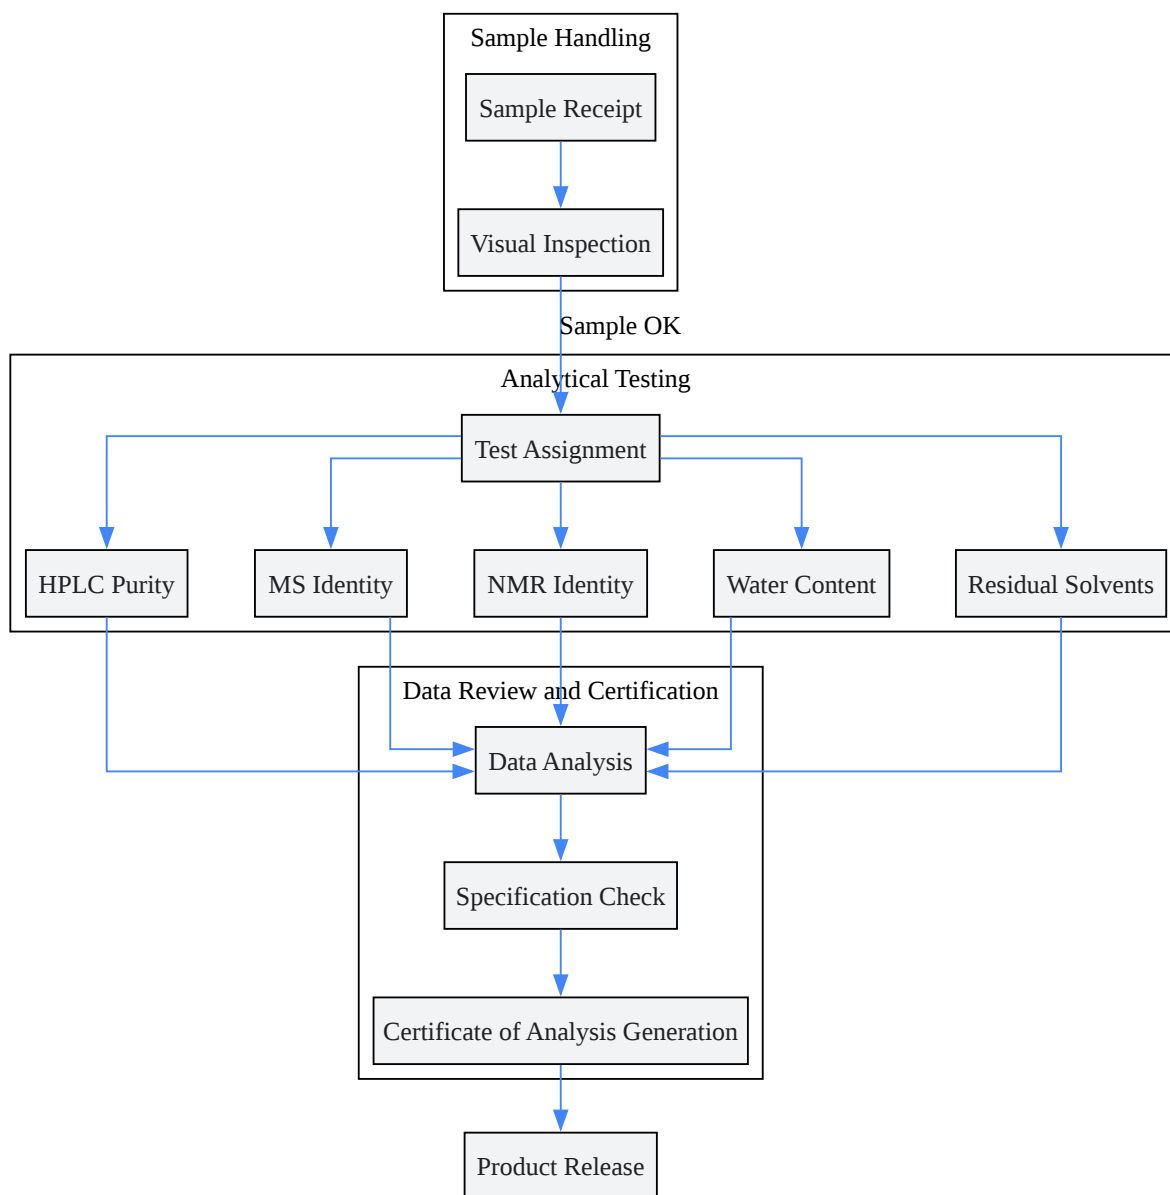 Sample Handling
Sample Receipt
Visual Inspection
Sample OK
Analytical Testing
Test Assignment
HPLC Purity
MS Identity
NMR Identity
Water Content
Residual Solvents
Data Review and Certification
Data Analysis
Specification Check
Certificate of Analysis Generation
Product Release